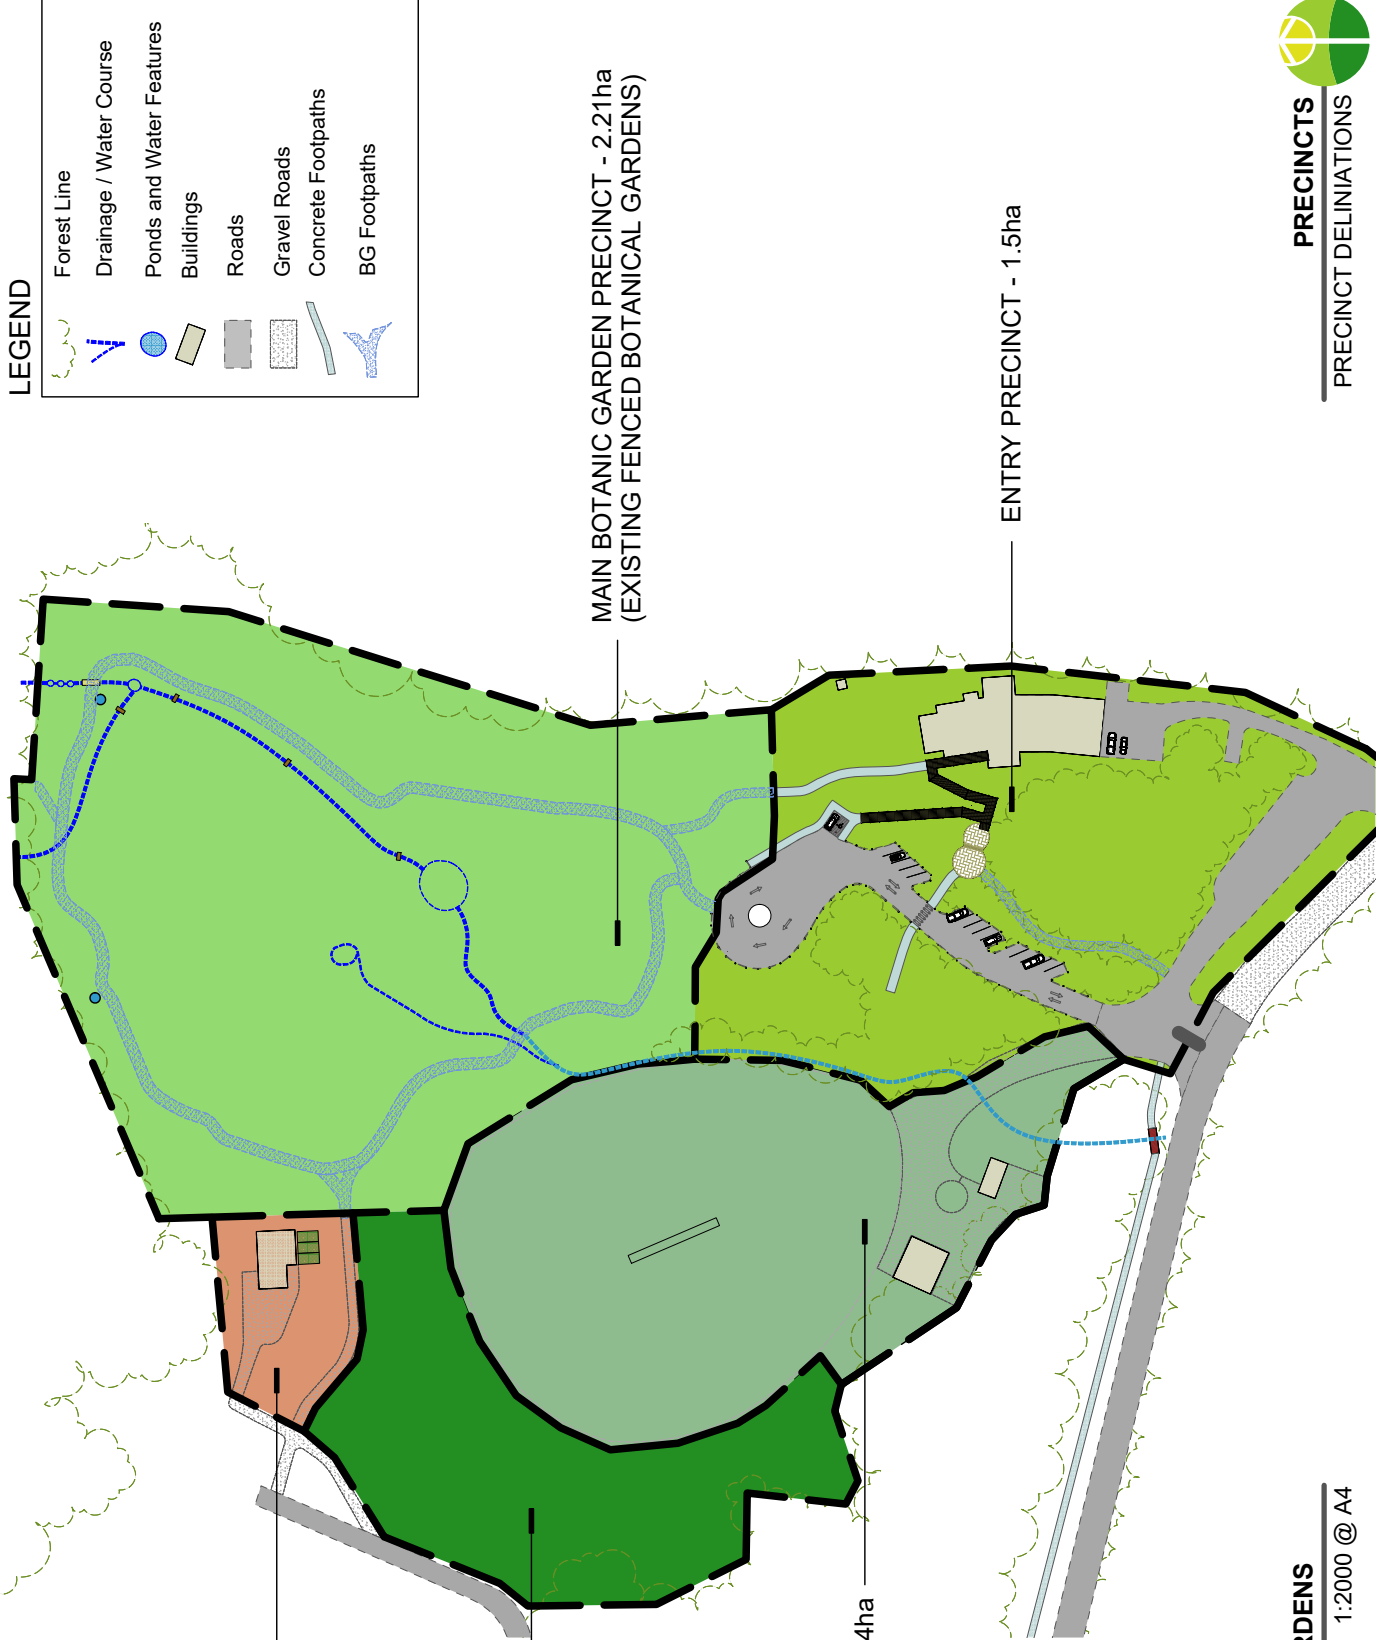 LEGEND
Forest Line
Drainage / Water Course
Ponds and Water Features
Buildings
Roads
Gravel Roads
Concrete Footpaths
BG Footpaths
MAIN BOTANIC GARDEN PRECINCT - 2.21ha
(EXISTING FENCED BOTANICAL GARDENS)
ENTRY PRECINCT - 1.5ha
4ha
RDENS
1:2000 @ A4
PRECINCTS
PRECINCT DELINIATIONS